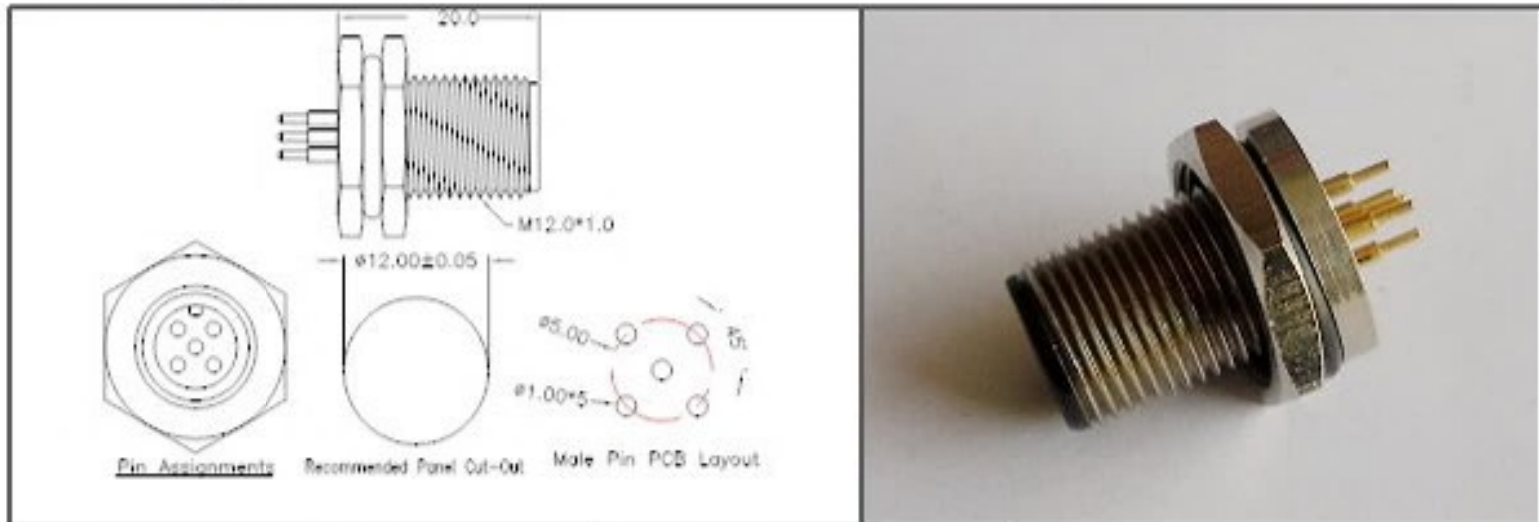 20.0
M12.0*1.0
ø12.00±0.05
ø5.00
45
ø1.00*5
Pin Assignments
Recommended Panel Cut-Out
Male Pin PCB Layout